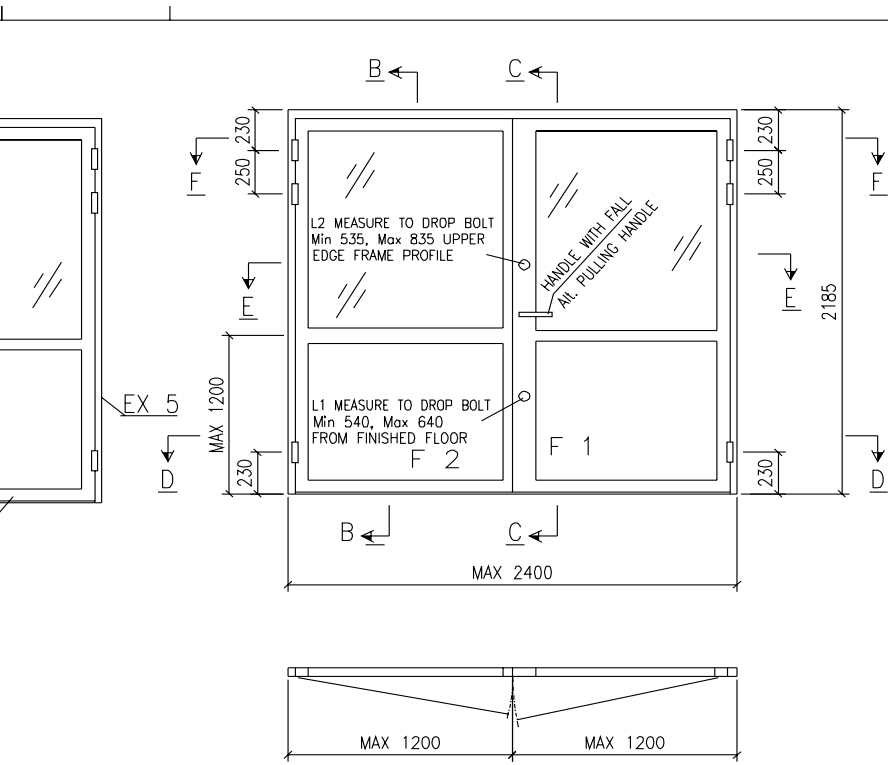 B
C
230
250
F
E
MAX 1200
230
D
EX 5
L2 MEASURE TO DROP BOLT
Min 535, Max 835 UPPER
EDGE FRAME PROFILE
HANDLE WITH FALL
Alt. PULLING HANDLE
L1 MEASURE TO DROP BOLT
Min 540, Max 640
FROM FINISHED FLOOR
F 2
F 1
230
250
F
E
2185
230
D
B
C
MAX 2400
MAX 1200
MAX 1200